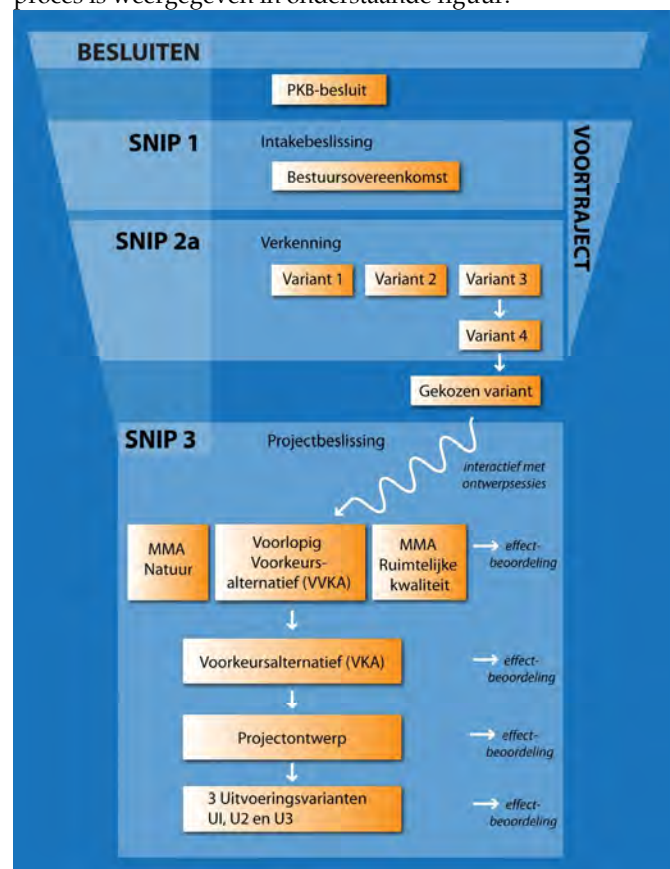 proces is weergegeven in onderstaande figuur.
BESLUITEN
PKB-besluit
VOORTRAJECT
SNIP 1
Intakebeslissing
Bestuursovereenkomst
SNIP 2a
Verkenning
Variant 1
Variant 2
Variant 3
Variant 4
Gekozen variant
SNIP 3
Projectbeslissing
interactief met
ontwerpsessies
MMA
Natuur
Voorlopig
Voorkeurs-
alternatief (VVKA)
MMA
Ruimtelijke
kwaliteit
effect-
beoordeling
Voorkeursalternatief (VKA)
effect-
beoordeling
Projectontwerp
effect-
beoordeling
3 Uitvoeringsvarianten
UI, U2 en U3
effect-
beoordeling